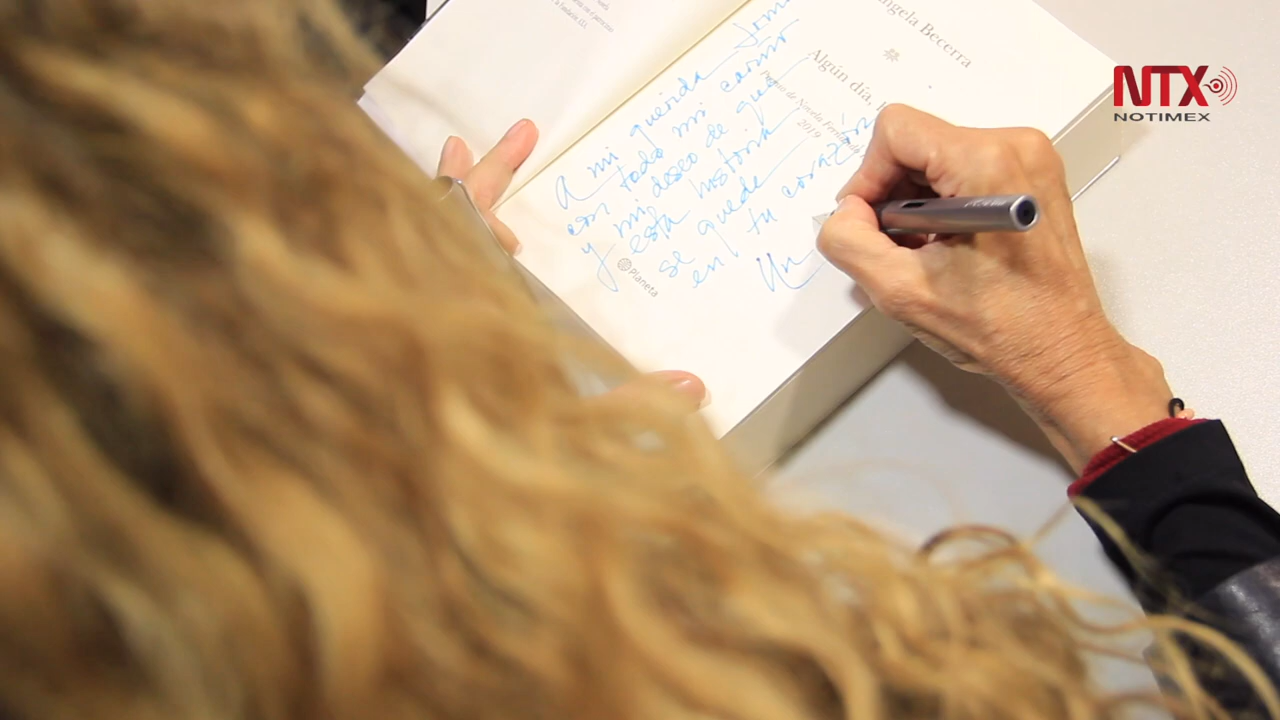 Ángela Becerra
Algún día,
Premio de Novela Fernando
2019
A mi querida
con todo mi cariño
y mi deseo de que
esta historia
se quede
en tu corazón
Un
Planeta
NTX
NOTIMEX